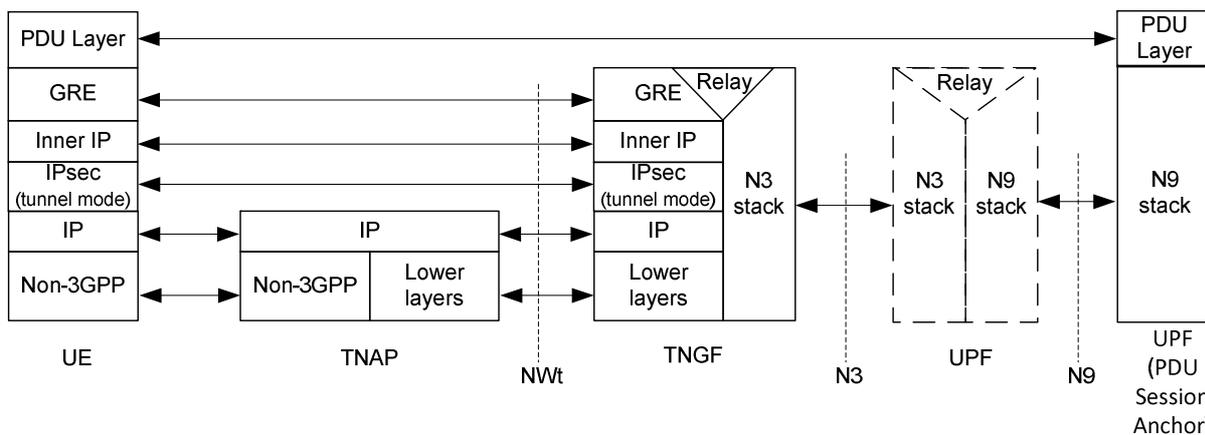 PDU Layer
GRE
Inner IP
IPsec
(tunnel mode)
IP
Non-3GPP
UE
IP
Non-3GPP
Lower
layers
TNAP
NWt
GRE
Relay
Inner IP
IPsec
(tunnel mode)
IP
Lower
layers
N3
stack
TNGF
N3
Relay
N3
stack
N9
stack
UPF
N9
PDU
Layer
N9
stack
UPF
(PDU
Session
Anchor)